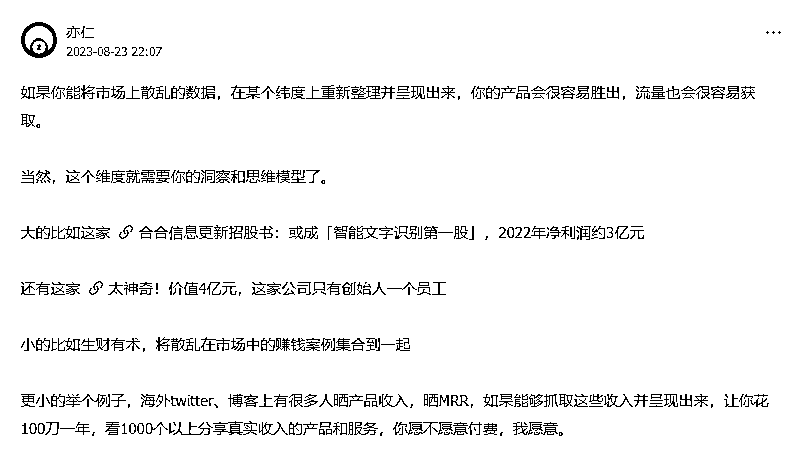 亦仁
2023-08-23 22:07
如果你能将市场上散乱的数据，在某个纬度上重新整理并呈现出来，你的产品会很容易胜出，流量也会很容易获
取。
当然，这个维度就需要你的洞察和思维模型了。
大的比如这家 合合信息更新招股书：或成「智能文字识别第一股」，2022年净利润约3亿元
还有这家 太神奇！价值4亿元，这家公司只有创始人一个员工
小的比如生财有术，将散乱在市场中的赚钱案例集合到一起
更小的举个例子，海外twitter、博客上有很多人晒产品收入，晒MRR，如果能够抓取这些收入并呈现出来，让你花
100刀一年，看1000个以上分享真实收入的产品和服务，你愿不愿意付费，我愿意。